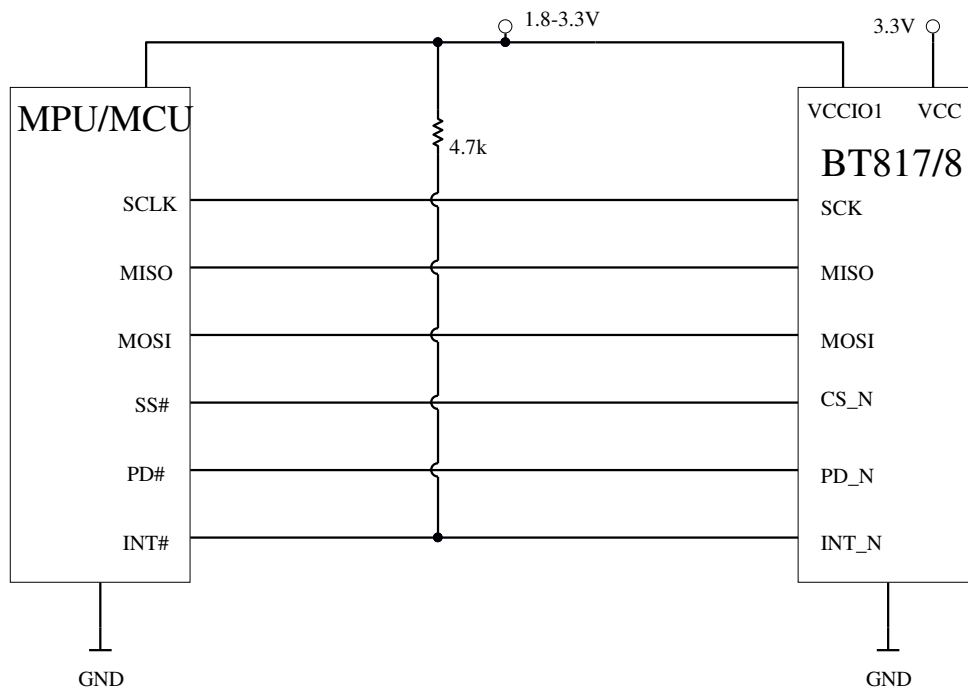 1.8-3.3V
3.3V
MPU/MCU
VCCIO1 VCC
4.7k
BT817/8
SCLK
SCK
MISO
MISO
MOSI
MOSI
SS#
CS_N
PD#
PD_N
INT#
INT_N
GND
GND